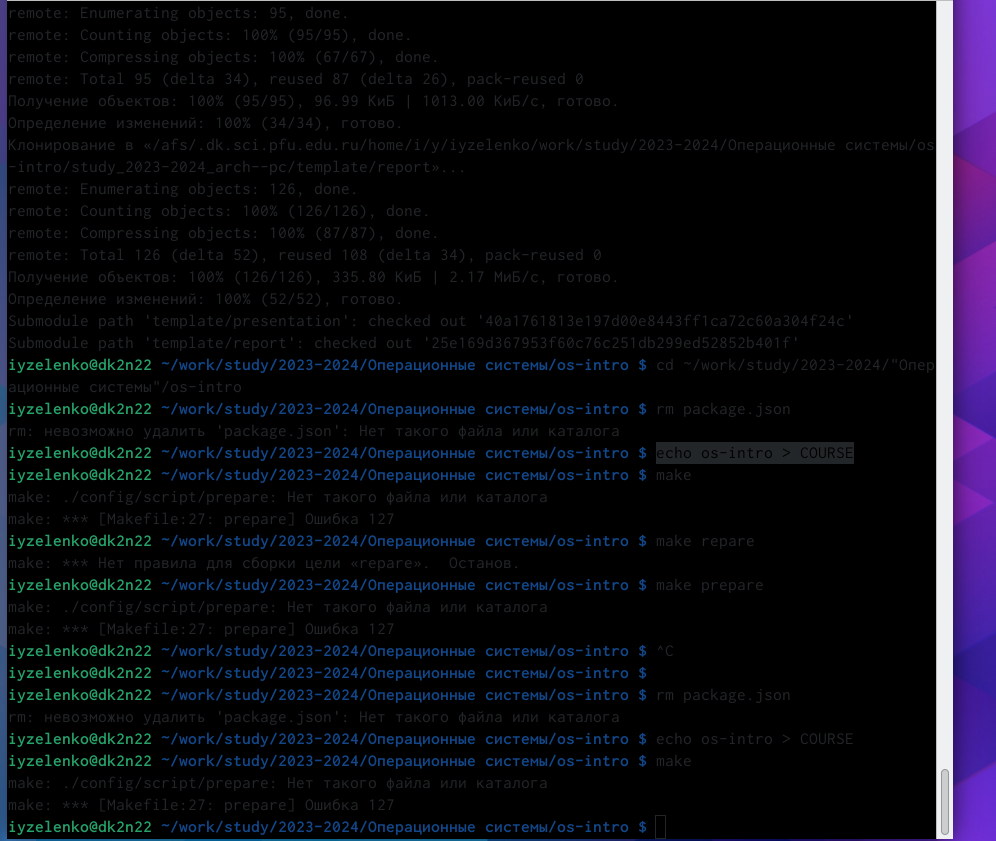 remote: Enumerating objects: 95, done.
remote: Counting objects: 100% (95/95), done.
remote: Compressing objects: 100% (67/67), done.
remote: Total 95 (delta 34), reused 87 (delta 26), pack-reused 0
Получение объектов: 100% (95/95), 96.99 КиБ | 1013.00 КиБ/с, готово.
Определение изменений: 100% (34/34), готово.
Клонирование в «/afs/.dk.sci.pfu.edu.ru/home/i/y/iyzelenko/work/study/2023-2024/Операционные системы/os
-intro/study_2023-2024_arch--pc/template/report»...
remote: Enumerating objects: 126, done.
remote: Counting objects: 100% (126/126), done.
remote: Compressing objects: 100% (87/87), done.
remote: Total 126 (delta 52), reused 108 (delta 34), pack-reused 0
Получение объектов: 100% (126/126), 335.80 КиБ | 2.17 МиБ/с, готово.
Определение изменений: 100% (52/52), готово.
Submodule path 'template/presentation': checked out '40a1761813e197d00e8443ff1ca72c60a304f24c'
Submodule path 'template/report': checked out '25e169d367953f60c76c251db299ed52852b401f'
iyzelenko@dk2n22 ~/work/study/2023-2024/Операционные системы/os-intro $ cd ~/work/study/2023-2024/"Опер
ационные системы"/os-intro
iyzelenko@dk2n22 ~/work/study/2023-2024/Операционные системы/os-intro $ rm package.json
rm: невозможно удалить 'package.json': Нет такого файла или каталога
iyzelenko@dk2n22 ~/work/study/2023-2024/Операционные системы/os-intro $ echo os-intro > COURSE
iyzelenko@dk2n22 ~/work/study/2023-2024/Операционные системы/os-intro $ make
make: ./config/script/prepare: Нет такого файла или каталога
make: *** [Makefile:27: prepare] Ошибка 127
iyzelenko@dk2n22 ~/work/study/2023-2024/Операционные системы/os-intro $ make repare
make: *** Нет правила для сборки цели «repare».  Останов.
iyzelenko@dk2n22 ~/work/study/2023-2024/Операционные системы/os-intro $ make prepare
make: ./config/script/prepare: Нет такого файла или каталога
make: *** [Makefile:27: prepare] Ошибка 127
iyzelenko@dk2n22 ~/work/study/2023-2024/Операционные системы/os-intro $ ^C
iyzelenko@dk2n22 ~/work/study/2023-2024/Операционные системы/os-intro $
iyzelenko@dk2n22 ~/work/study/2023-2024/Операционные системы/os-intro $ rm package.json
rm: невозможно удалить 'package.json': Нет такого файла или каталога
iyzelenko@dk2n22 ~/work/study/2023-2024/Операционные системы/os-intro $ echo os-intro > COURSE
iyzelenko@dk2n22 ~/work/study/2023-2024/Операционные системы/os-intro $ make
make: ./config/script/prepare: Нет такого файла или каталога
make: *** [Makefile:27: prepare] Ошибка 127
iyzelenko@dk2n22 ~/work/study/2023-2024/Операционные системы/os-intro $